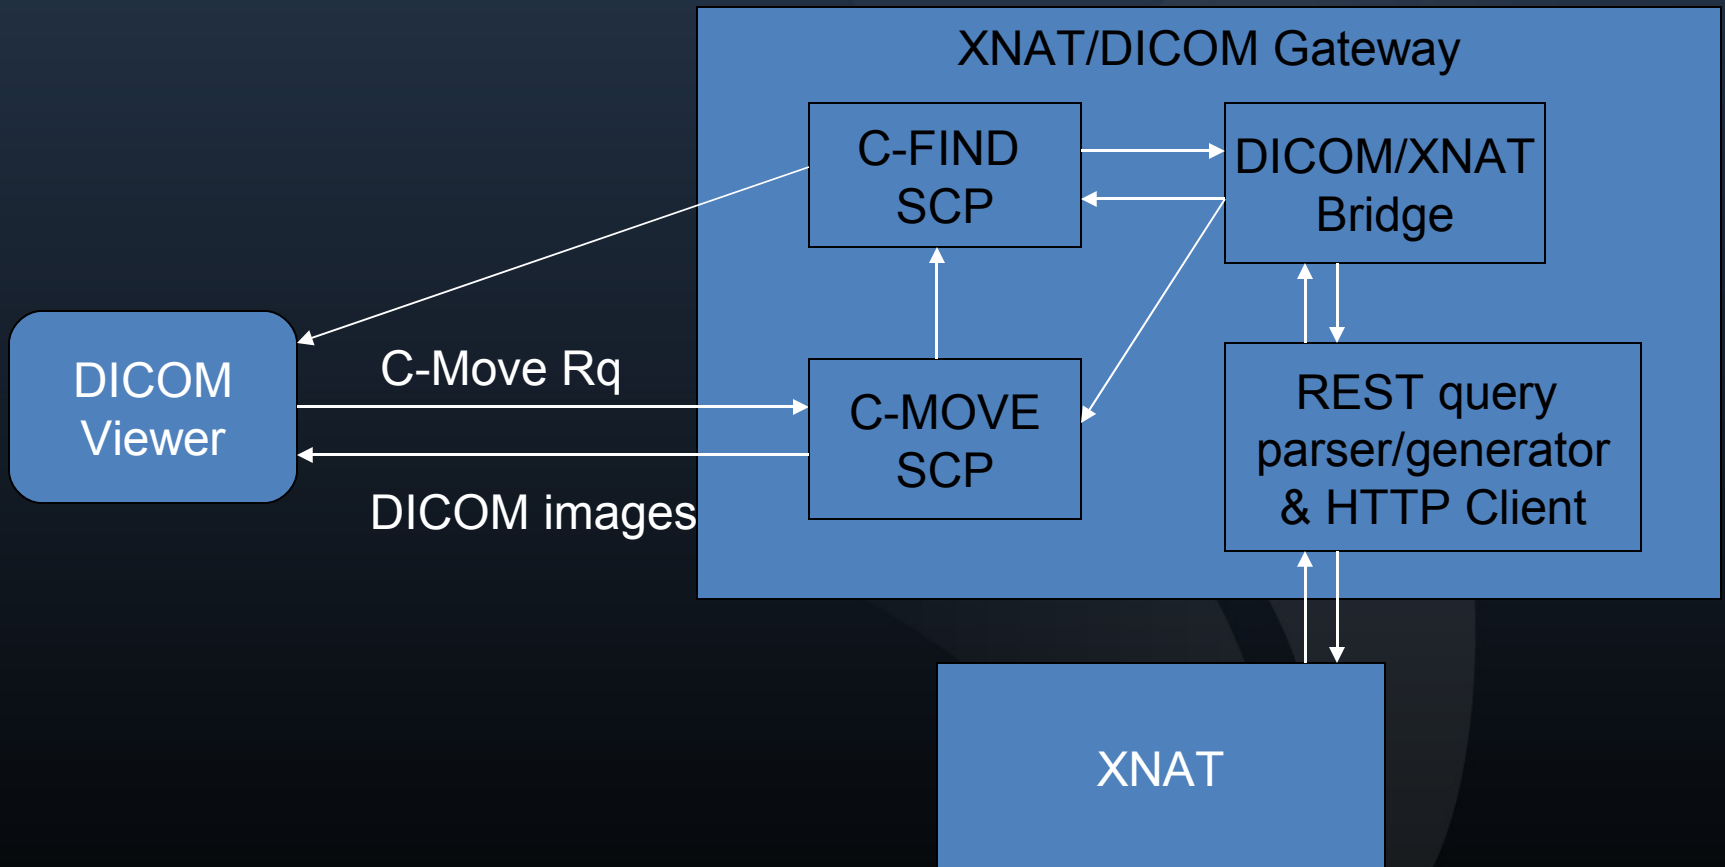 XNAT/DICOM Gateway
C-FIND
SCP
DICOM/XNAT
Bridge
DICOM
Viewer
C-Move Rq
DICOM images
C-MOVE
SCP
REST query
parser/generator
& HTTP Client
XNAT